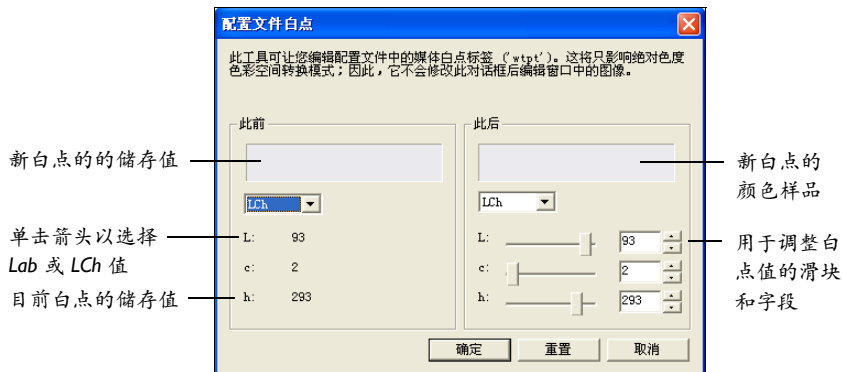 配置文件白点
此工具可让您编辑配置文件中的媒体白点标签 ('wtpt')。这将只影响绝对色度
色彩空间转换模式；因此，它不会修改此对话框后编辑窗口中的图像。
此前
此后
新白点的的储存值
新白点的
颜色样品
LCh
LCh
单击箭头以选择
Lab 或 LCh 值
L: 93
L: 93
用于调整白
点值的滑块
和字段
c: 2
c: 2
目前白点的储存值
h: 293
h: 293
确定
重置
取消